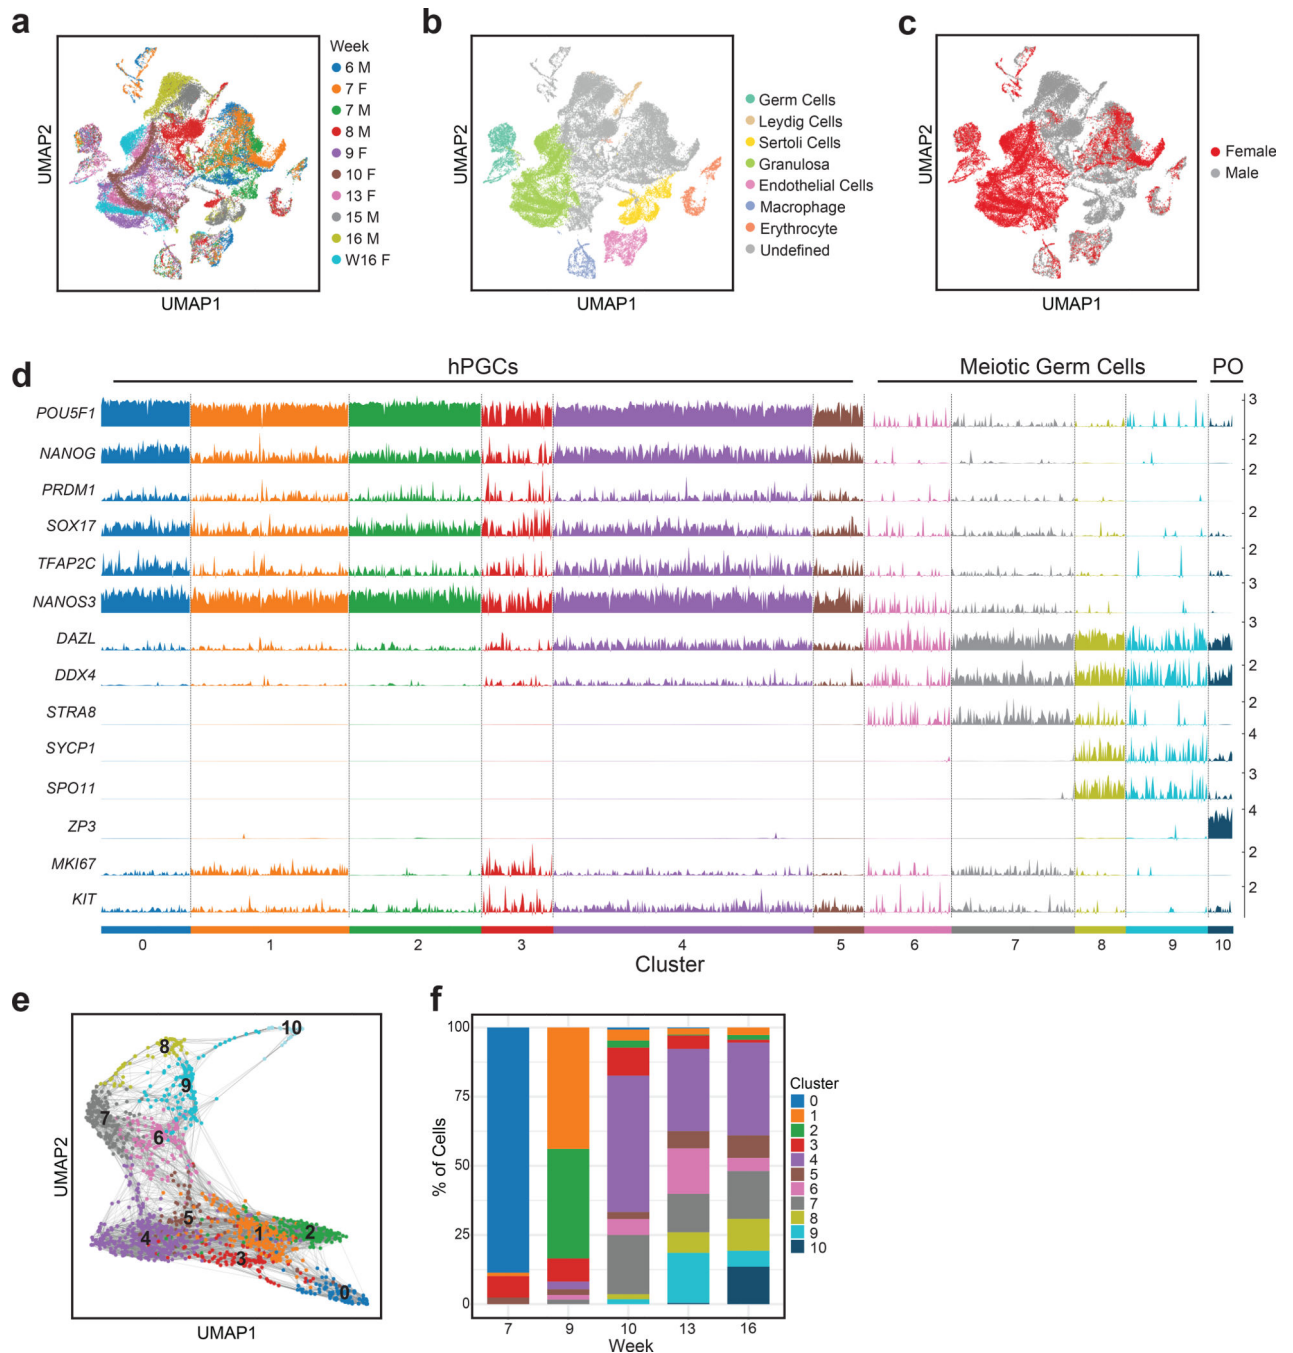 a
Week
6 M
7 F
7 M
8 M
9 F
10 F
13 F
15 M
16 M
W16 F
UMAP2
UMAP1
b
Germ Cells
Leydig Cells
Sertoli Cells
Granulosa
Endothelial Cells
Macrophage
Erythrocyte
Undefined
UMAP2
UMAP1
c
Female
Male
UMAP2
UMAP1
d
hPGCs
Meiotic Germ Cells
PO
POU5F1
3
NANOG
2
PRDM1
2
SOX17
2
TFAP2C
2
NANOS3
3
DAZL
3
DDX4
2
STRA8
2
SYCP1
4
SPO11
3
ZP3
4
MKI67
2
KIT
2
0 1 2 3 4 5 6 7 8 9 10
Cluster
e
10
8
9
7
6
5
4
1
2
3
0
UMAP2
UMAP1
f
100
75
50
25
0
% of Cells
7 9 10 13 16
Week
Cluster
0
1
2
3
4
5
6
7
8
9
10